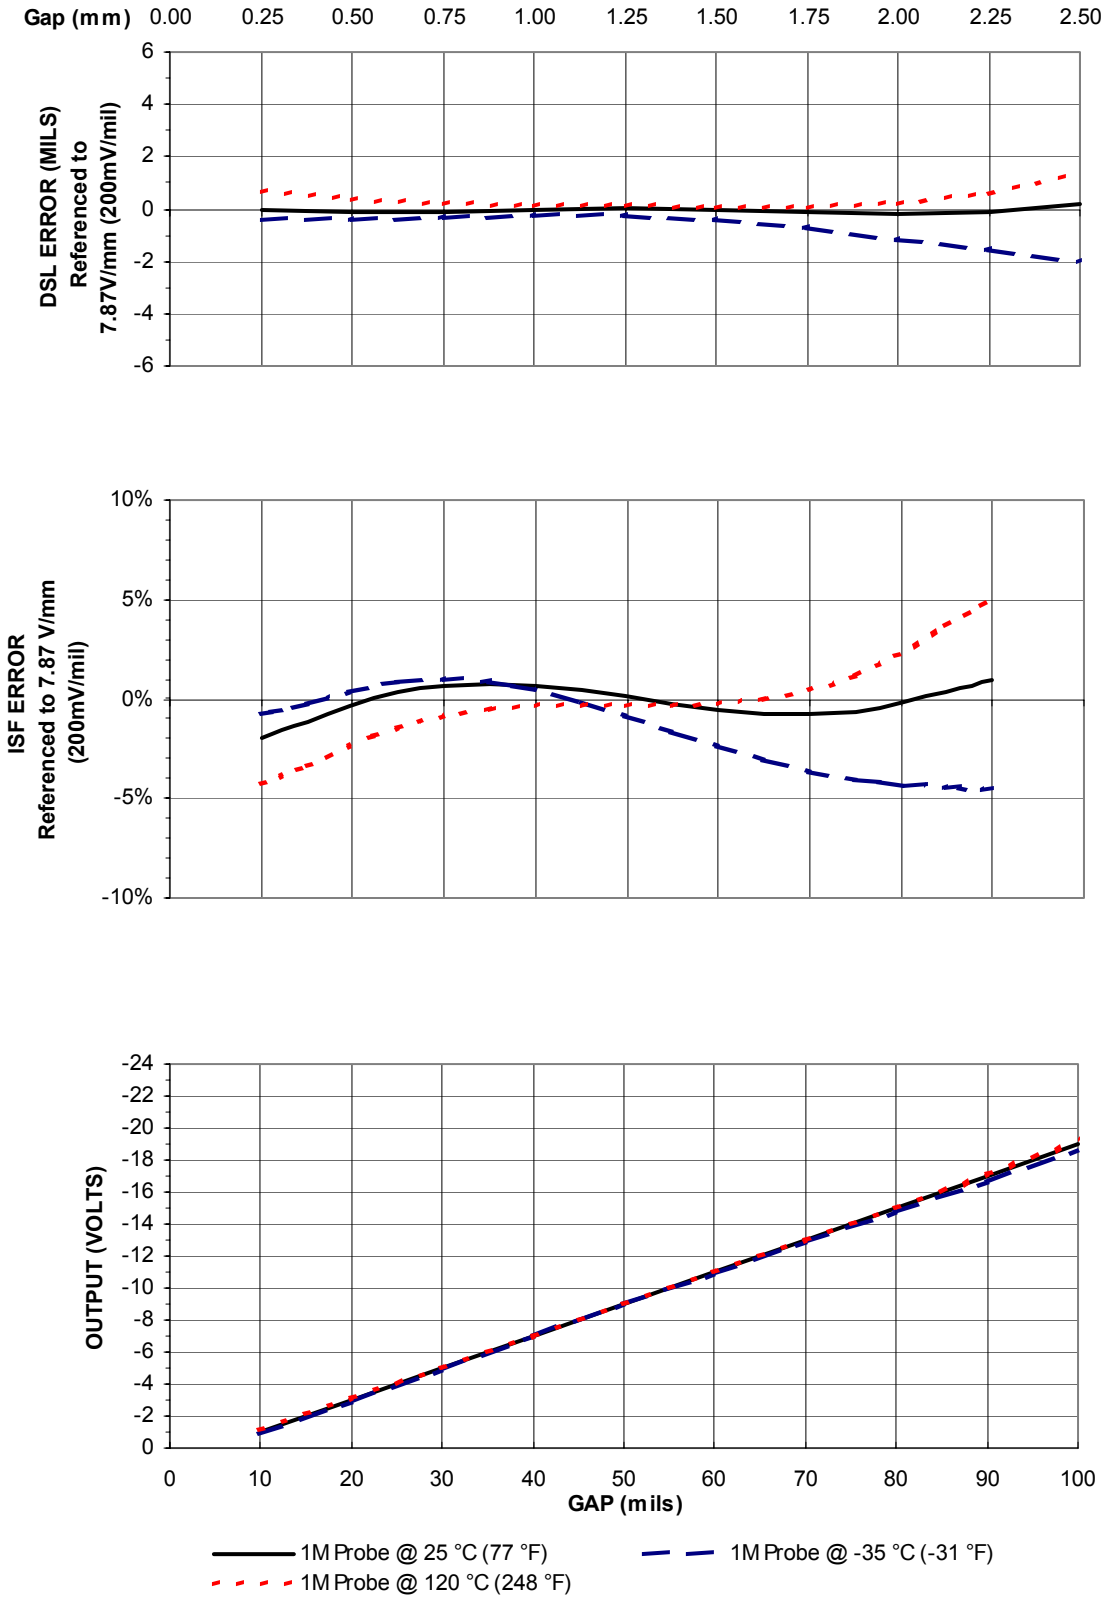 Gap (mm) 0.00 0.25 0.50 0.75 1.00 1.25 1.50 1.75 2.00 2.25 2.50
DSL ERROR (MILS)
Referenced to
7.87V/mm (200mV/mil)
6
4
2
0
-2
-4
-6
ISF ERROR
Referenced to 7.87 V/mm
(200mV/mil)
10%
5%
0%
-5%
-10%
OUTPUT (VOLTS)
-24
-22
-20
-18
-16
-14
-12
-10
-8
-6
-4
-2
0
0 10 20 30 40 50 60 70 80 90 100
GAP (mils)
1M Probe @ 25 °C (77 °F)
1M Probe @ -35 °C (-31 °F)
1M Probe @ 120 °C (248 °F)